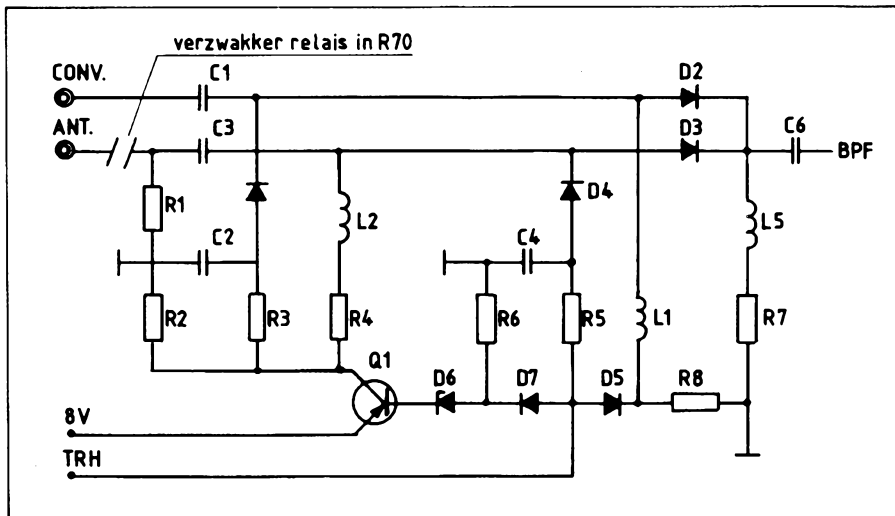 verzwakker relais in R70
CONV.
C1
D2
ANT.
C3
D3
C6
BPF
R1
L2
D4
L5
C2
C4
R2
R3
R4
R6
R5
L1
R7
Q1
D6
D7
D5
R8
8V
TRH